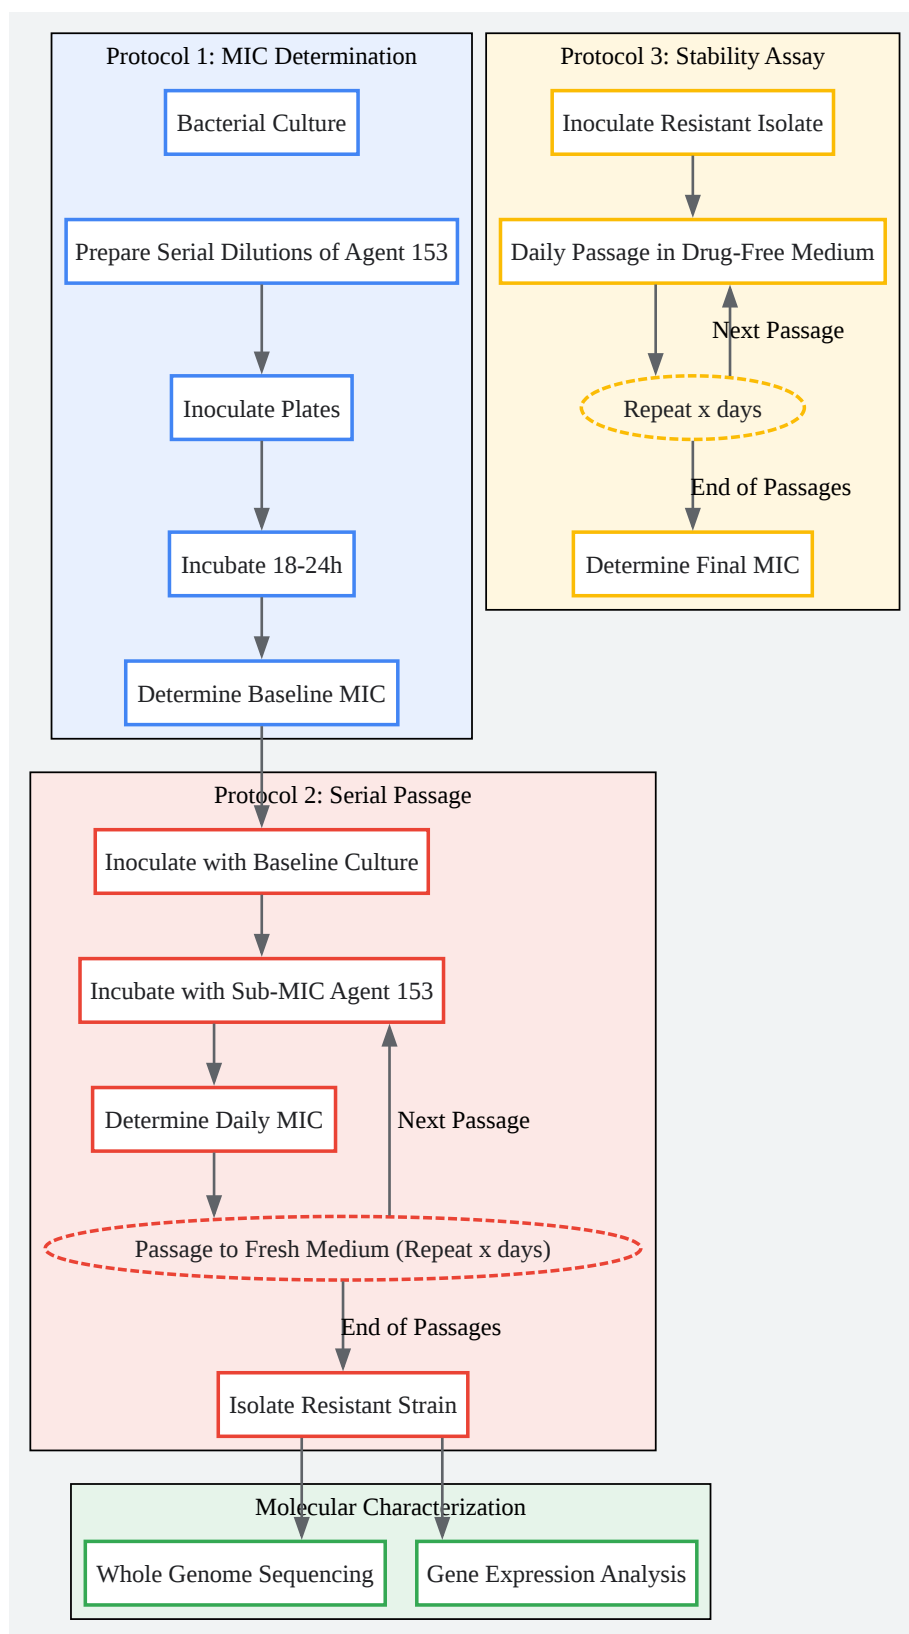 Protocol 1: MIC Determination
Bacterial Culture
Prepare Serial Dilutions of Agent 153
Inoculate Plates
Incubate 18-24h
Determine Baseline MIC
Protocol 3: Stability Assay
Inoculate Resistant Isolate
Daily Passage in Drug-Free Medium
Next Passage
Repeat x days
End of Passages
Determine Final MIC
Protocol 2: Serial Passage
Inoculate with Baseline Culture
Incubate with Sub-MIC Agent 153
Determine Daily MIC
Next Passage
Passage to Fresh Medium (Repeat x days)
End of Passages
Isolate Resistant Strain
Molecular Characterization
Whole Genome Sequencing
Gene Expression Analysis